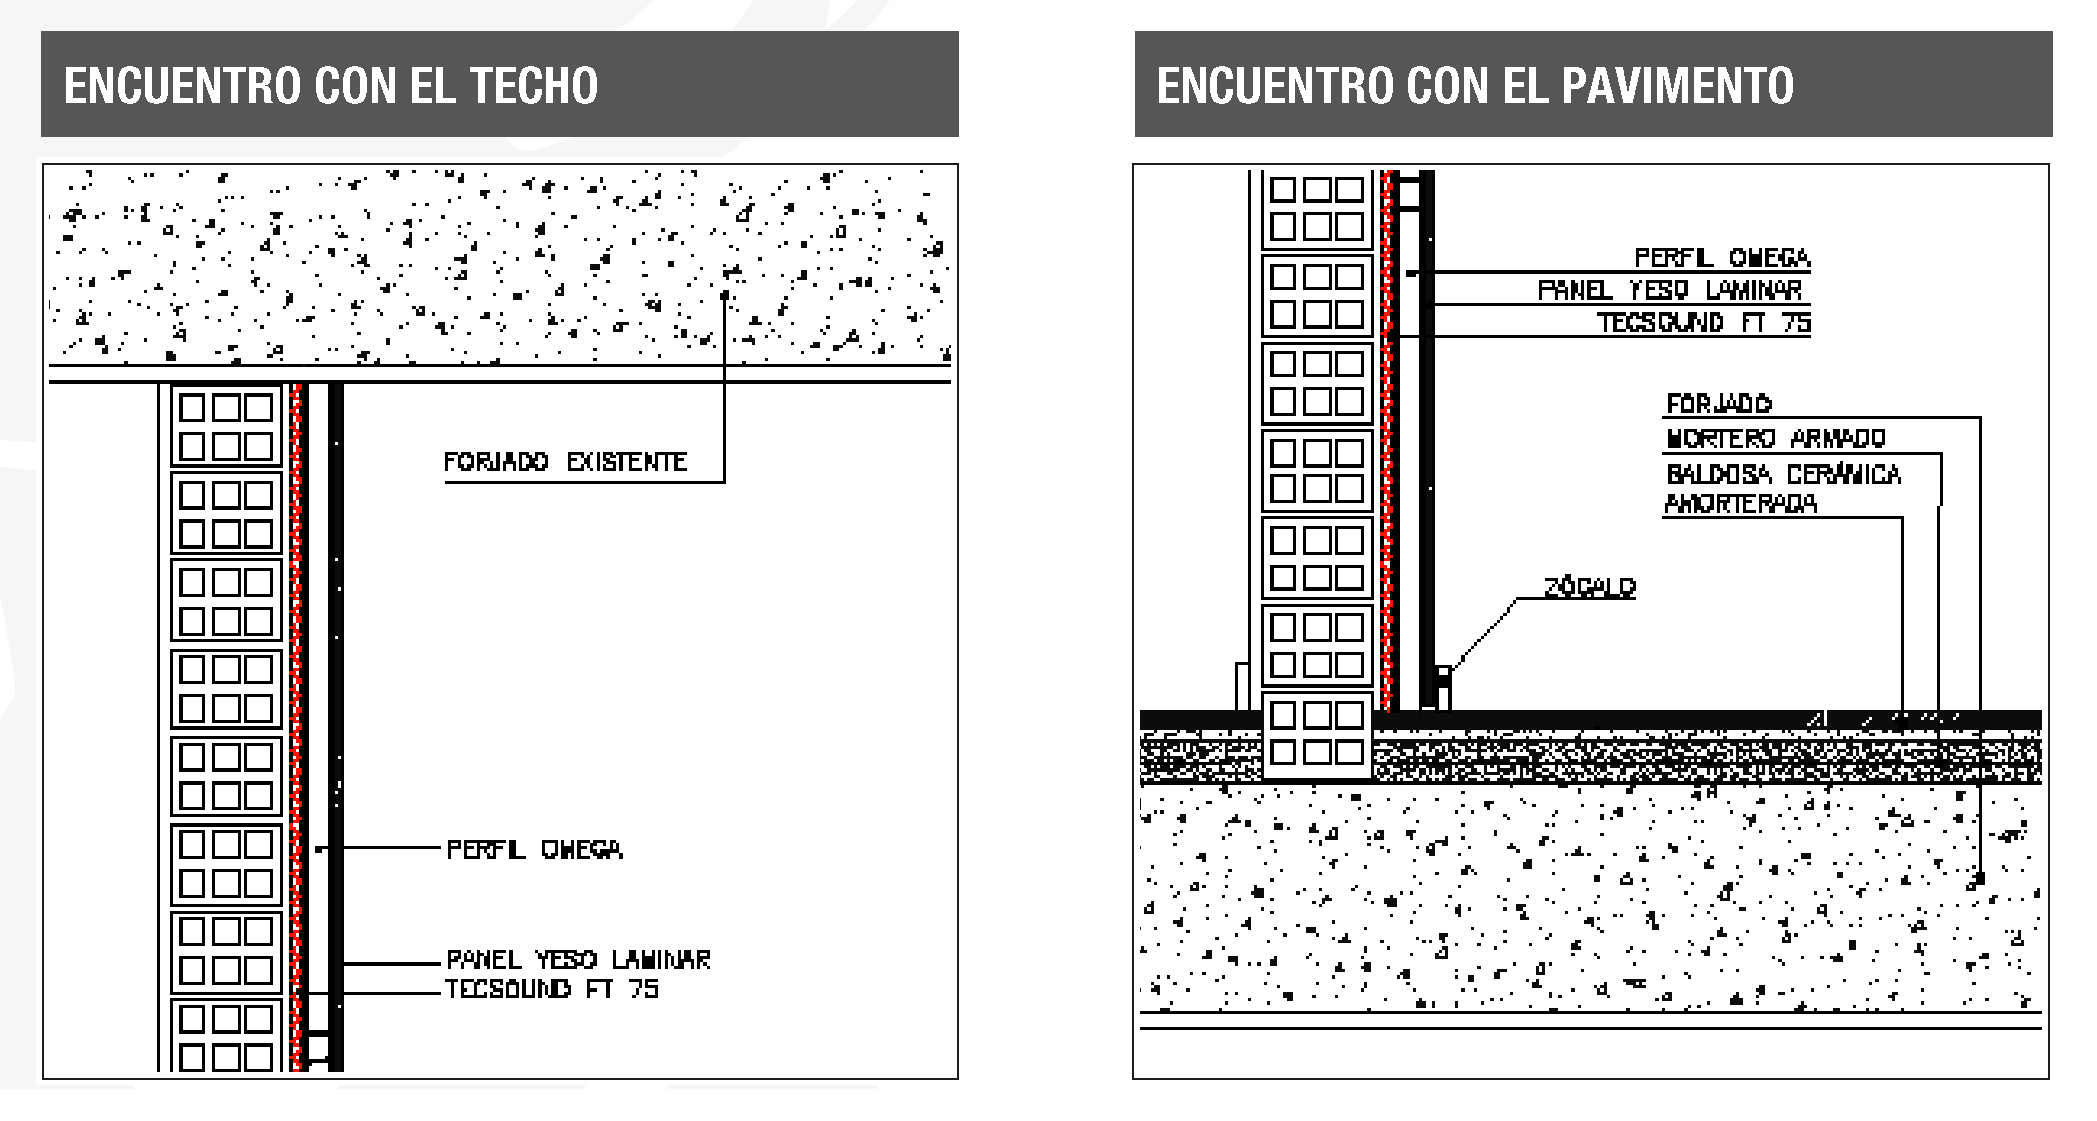 ENCUENTRO CON EL TECHO
FORJADO EXISTENTE
PERFIL OMEGA
PANEL YESO LAMINAR
TECSOUND FT 75
ENCUENTRO CON EL PAVIMENTO
PERFIL OMEGA
PANEL YESO LAMINAR
TECSOUND FT 75
FORJADO
MORTERO ARMADO
BALDOSA CERÁMICA
AMORTERADA
ZÓCALO